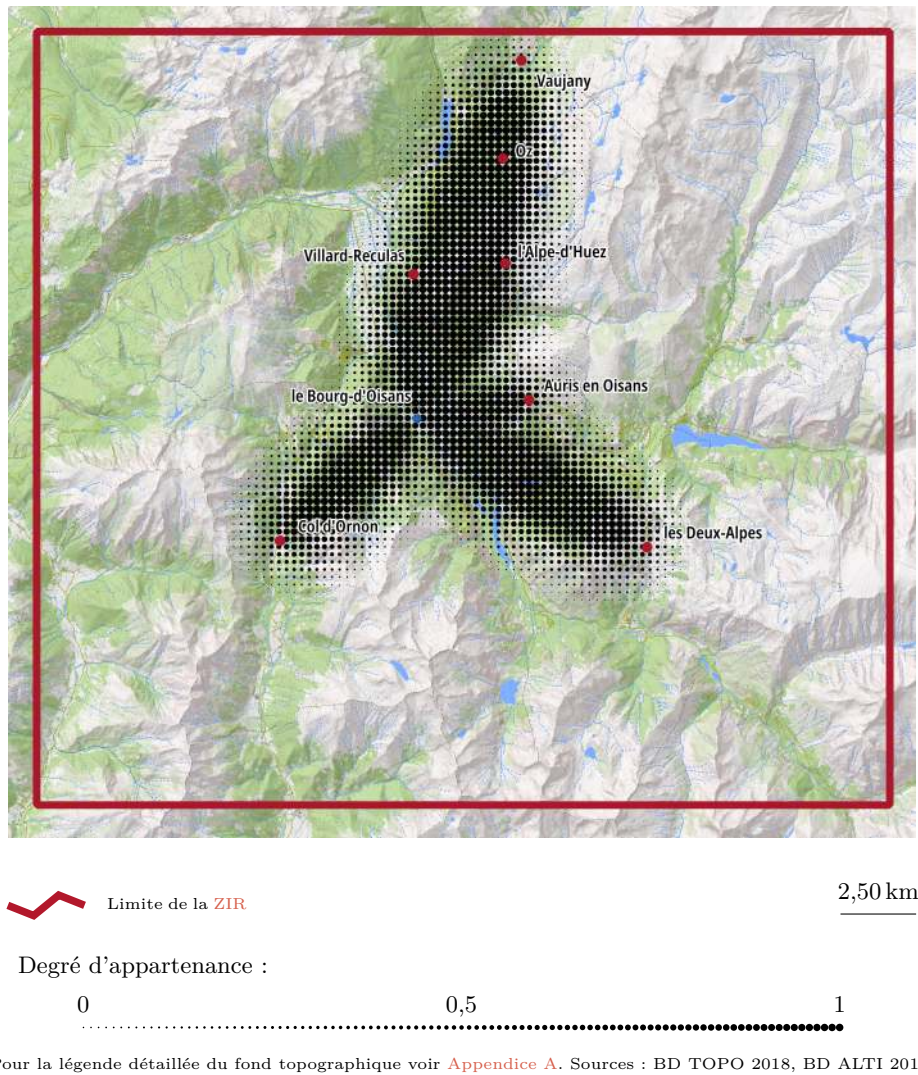 Vaujany
Oz
l'Alpe-d'Huez
Villard-Reculas
Auris en Oisans
le Bourg-d'Oisans
Col d'Ornon
les Deux-Alpes
Limite de la ZIR
2,50 km
Degré d'appartenance :
0 0,5 1
Pour la légende détaillée du fond topographique voir Appendice A. Sources : BD TOPO 2018, BD ALTI 201